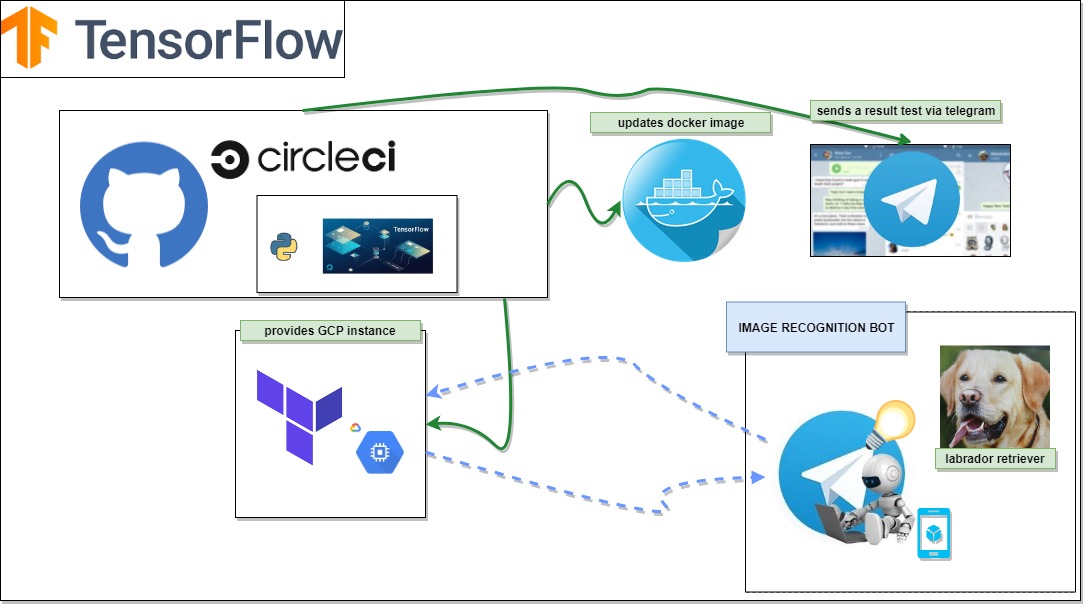 TensorFlow
sends a result test via telegram
updates docker image
circleci
TensorFlow
provides GCP instance
IMAGE RECOGNITION BOT
labrador retriever